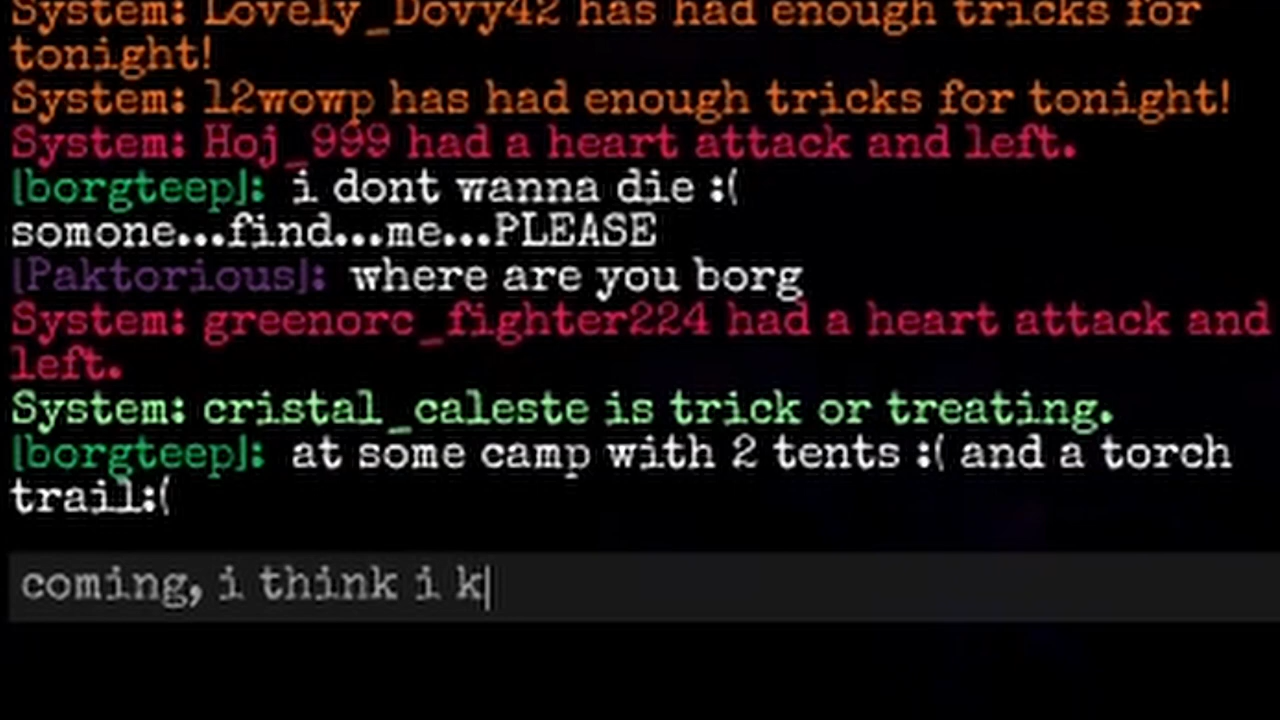 System: Lovely_Dovy42 has had enough tricks for
tonight!
System: l2wowp has had enough tricks for tonight!
System: Hoj_999 had a heart attack and left.
[borgteep]: i dont wanna die :(
somone...find...me...PLEASE
[Paktorious]: where are you borg
System: greenorc_fighter224 had a heart attack and
left.
System: cristal_caleste is trick or treating.
[borgteep]: at some camp with 2 tents :( and a torch
trail:(
coming, i think i k